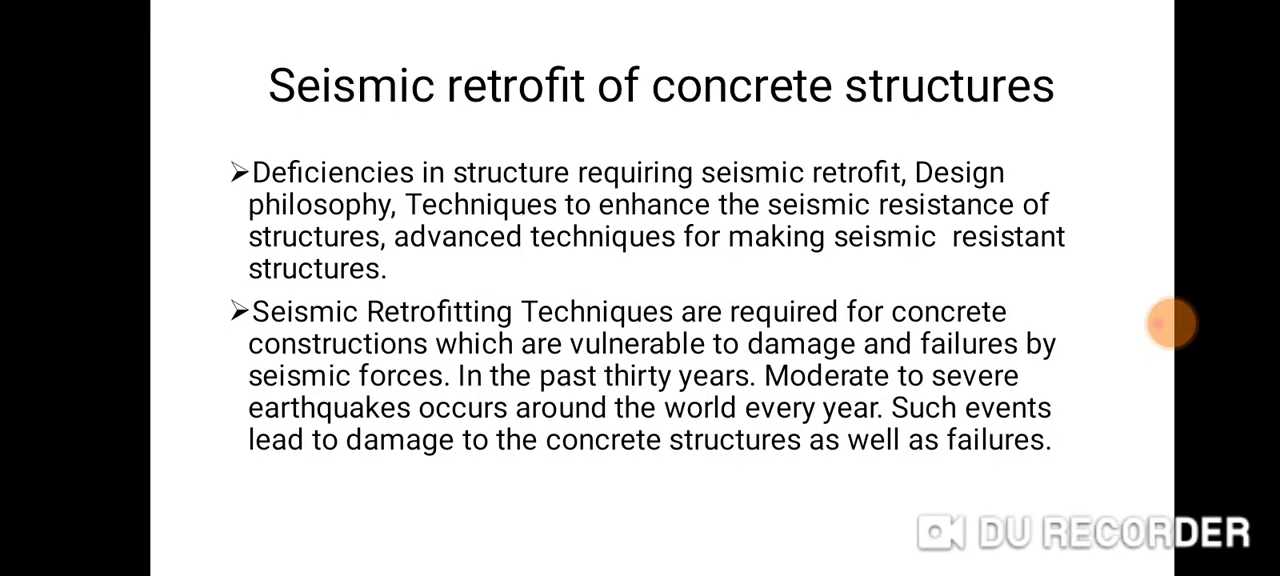 Seismic retrofit of concrete structures
➢Deficiencies in structure requiring seismic retrofit, Design
philosophy, Techniques to enhance the seismic resistance of
structures, advanced techniques for making seismic  resistant
structures.
➢Seismic Retrofitting Techniques are required for concrete
constructions which are vulnerable to damage and failures by
seismic forces. In the past thirty years. Moderate to severe
earthquakes occurs around the world every year. Such events
lead to damage to the concrete structures as well as failures.
DU RECORDER